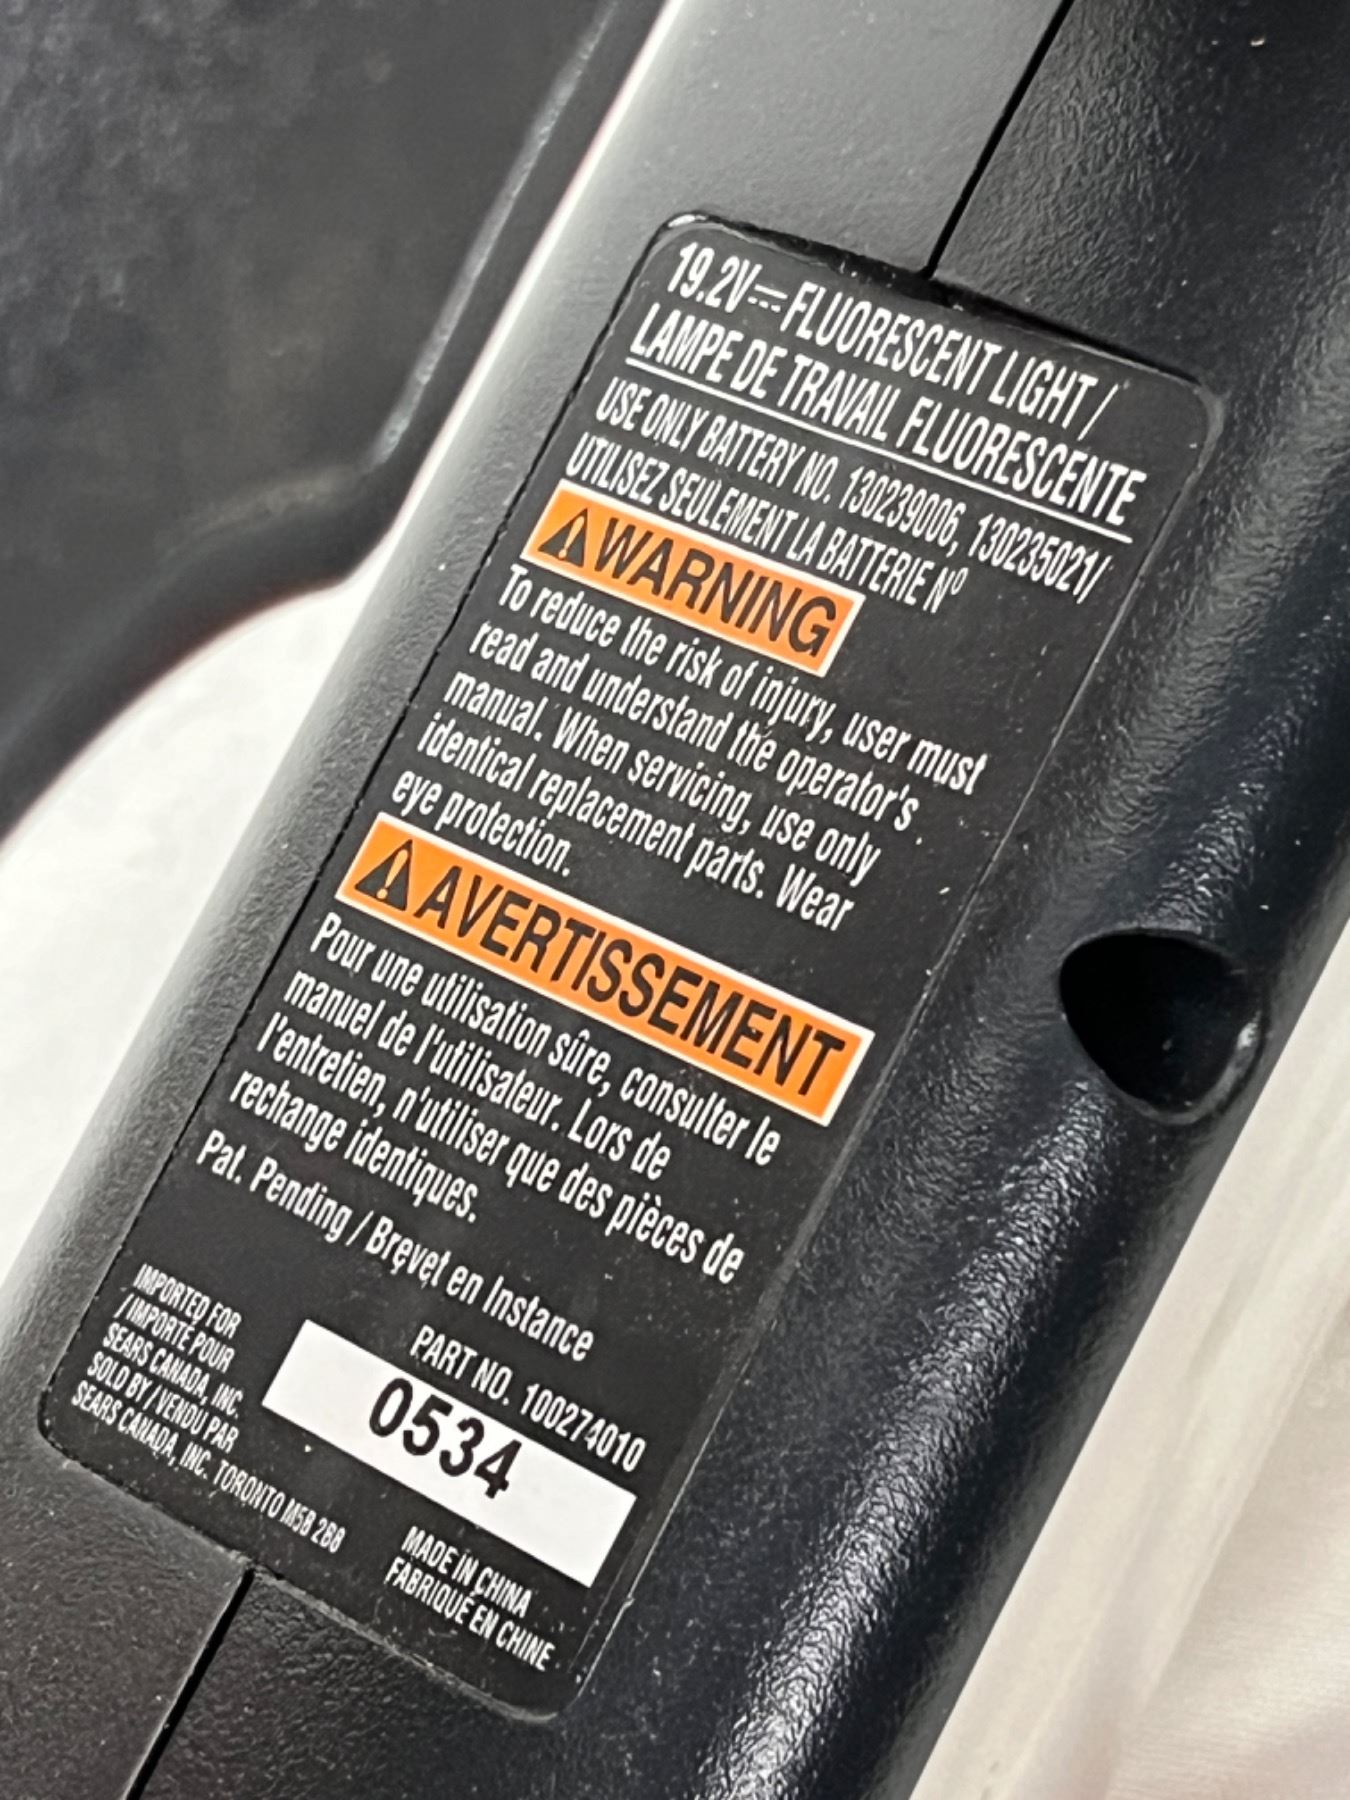 19.2V⎓FLUORESCENT LIGHT /
LAMPE DE TRAVAIL FLUORESCENTE
USE ONLY BATTERY NO. 130239006, 130235021/
UTILISEZ SEULEMENT LA BATTERIE Nº
⚠WARNING
To reduce the risk of injury, user must
read and understand the operator's
manual. When servicing, use only
identical replacement parts. Wear
eye protection.
⚠AVERTISSEMENT
Pour une utilisation sûre, consulter le
manuel de l'utilisateur. Lors de
l'entretien, n'utiliser que des pièces de
rechange identiques.
Pat. Pending / Brevet en Instance
IMPORTED FOR
/ IMPORTÉ POUR
SEARS CANADA, INC.
SOLD BY / VENDU PAR
SEARS CANADA, INC. TORONTO M5B 2B8
PART NO. 100274010
0534
MADE IN CHINA
FABRIQUÉ EN CHINE